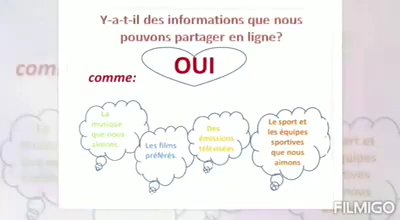 Y-a-t-il des informations que nous
pouvons partager en ligne?
OUI
comme:
La
musique
que nous
aimons.
Les films
préférés.
Des
émissions
télévisées
Le sport et
les équipes
sportives
que nous
aimons
FILMIGO